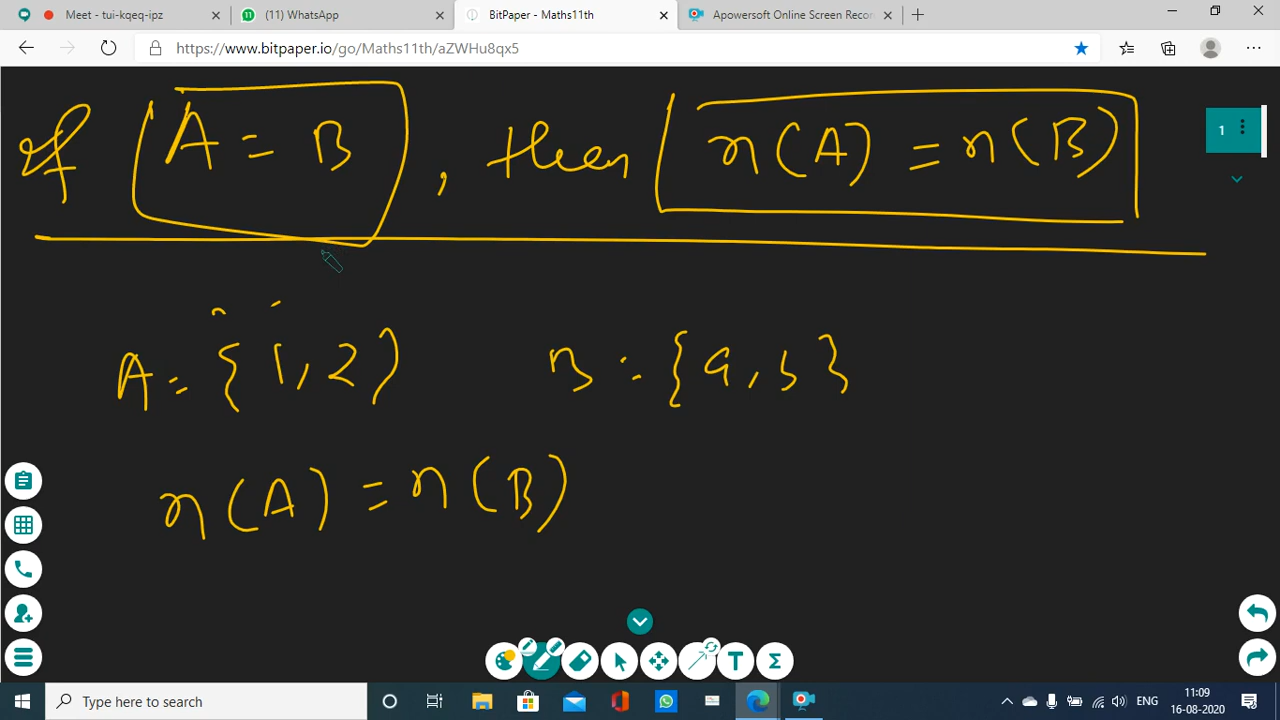 Meet - tui-kqeq-ipz
(11) WhatsApp
BitPaper - Maths11th
Apowersoft Online Screen Recor
https://www.bitpaper.io/go/Maths11th/aZWHu8qx5
If A = B, then n(A) = n(B)
1
A = {1, 2} B = {a, b}
n(A) = n(B)
T Σ
Type here to search
ENG
11:09
16-08-2020